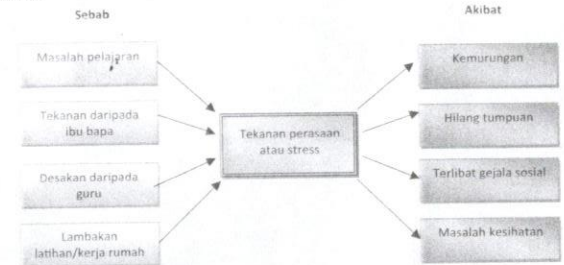 Sebab
Akibat
Masalah pelajaran
Tekanan daripada
ibu bapa
Desakan daripada
guru
Lambakan
latihan/kerja rumah
Tekanan perasaan
atau stress
Kemurungan
Hilang tumpuan
Terlibat gejala sosial
Masalah kesihatan